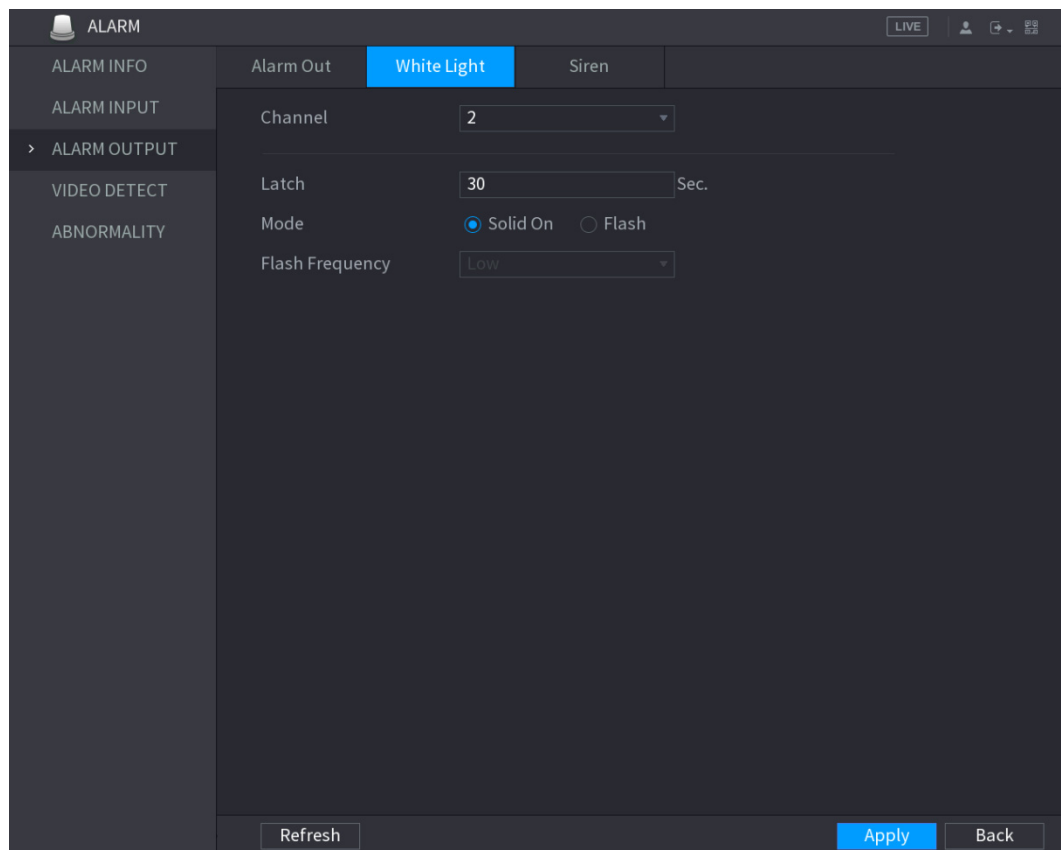 ALARM
LIVE
ALARM INFO
ALARM INPUT
> ALARM OUTPUT
VIDEO DETECT
ABNORMALITY
Alarm Out White Light Siren
Channel 2
Latch 30 Sec.
Mode Solid On Flash
Flash Frequency Low
Refresh Apply Back